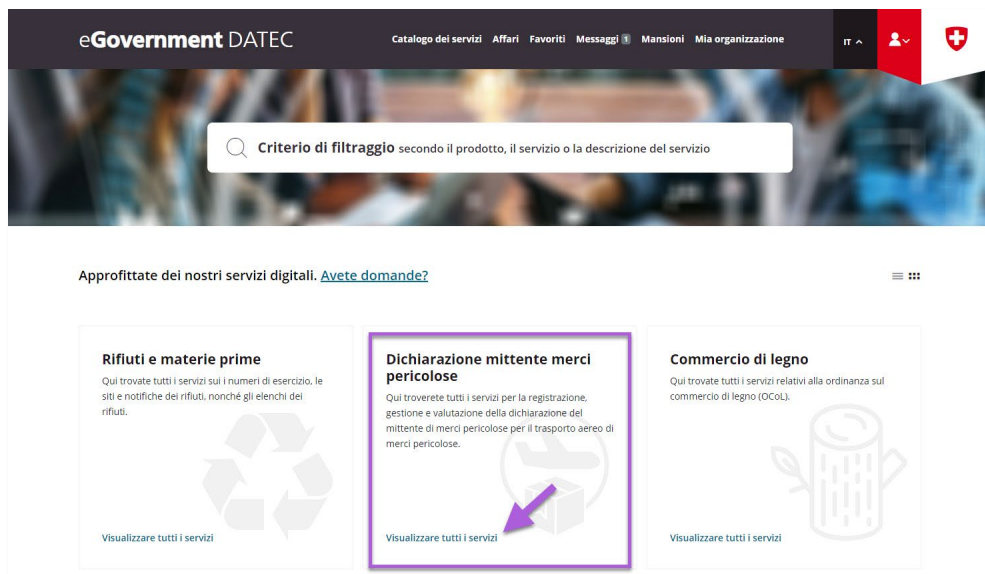 eGovernment DATEC
Catalogo dei servizi Affari Favoriti Messaggi 1 Mansioni Mia organizzazione
IT
Criterio di filtraggio secondo il prodotto, il servizio o la descrizione del servizio
Approfittate dei nostri servizi digitali. Avete domande?
Rifiuti e materie prime
Qui trovate tutti i servizi sui i numeri di esercizio, le
siti e notifiche dei rifiuti, nonché gli elenchi dei
rifiuti.
Visualizzare tutti i servizi
Dichiarazione mittente merci
pericolose
Qui troverete tutti i servizi per la registrazione,
gestione e valutazione della dichiarazione del
mittente di merci pericolose per il trasporto aereo di
merci pericolose.
Visualizzare tutti i servizi
Commercio di legno
Qui trovate tutti i servizi relativi alla ordinanza sul
commercio di legno (OCoL).
Visualizzare tutti i servizi